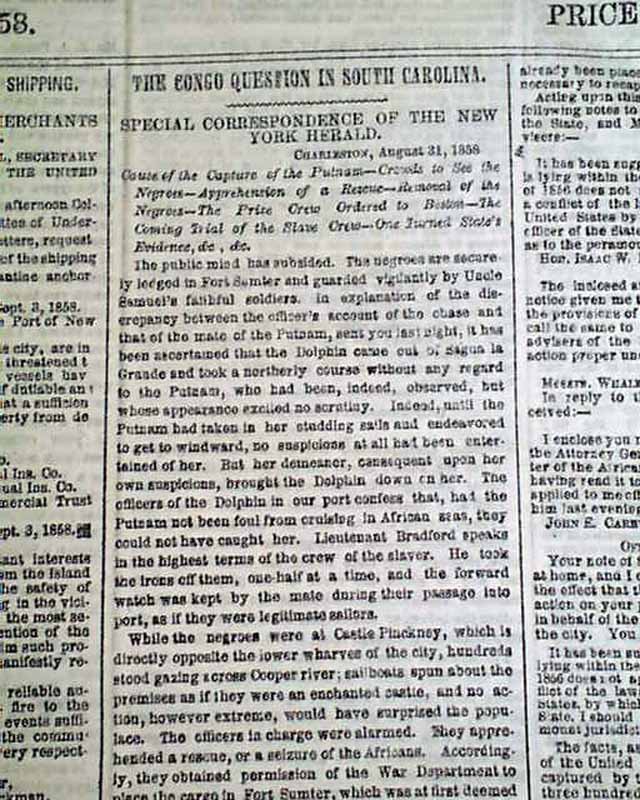 58.
PRICE
SHIPPING.
MERCHANTS
SECRETARY
THE UNITED
afternoon Col-
of Under-
request
of the shipping
anchor-
Sept. 3, 1858.
Port of New
city, are in
threatened t
vessels hav
if dutiable an
at a sufficien
erty from de
o.
al Ins. Co.
ual Ins. Co.
mercial Trust
ept. 3, 1858.
ant interests
om the Island
he safety of
g in the vici-
the most se-
ention of the
im such pro-
anifestly re-
reliable au-
fire to the
events suffi-
the commu-
very respect-
THE CONGO QUESTION IN SOUTH CAROLINA.
SPECIAL CORRESPONDENCE OF THE NEW
YORK HERALD.
CHARLESTON, August 31, 1858
Cause of the Capture of the Putnam—Crowds to See the
Negroes—Apprehension of a Rescue—Removal of the
Negroes—The Prize Crew Ordered to Boston—The
Coming Trial of the Slave Crew—One Turned State's
Evidence, &c , &c.
The public mind has subsided. The negroes are secure-
ly lodged in Fort Sumter and guarded vigilantly by Uncle
Samuel's faithful soldiers. In explanation of the dis-
crepancy between the officer's account of the chase and
that of the mate of the Putnam, sent you last night, it has
been ascertained that the Dolphin came out of Sagua la
Grande and took a northerly course without any regard
to the Putnam, who had been, indeed, observed, but
whose appearance excited no scrutiny. Indeed, until the
Putnam had taken in her studding sails and endeavored
to get to windward, no suspicions at all had been enter-
tained of her. But her demeanor, consequent upon her
own suspicions, brought the Dolphin down on her. The
officers of the Dolphin in our port confess that, had the
Putnam not been foul from cruising in African seas, they
could not have caught her. Lieutenant Bradford speaks
in the highest terms of the crew of the slaver. He took
the irons off them, one-half at a time, and the forward
watch was kept by the mate during their passage into
port, as if they were legitimate sailors.
While the negroes were at Castle Pinckney, which is
directly opposite the lower wharves of the city, hundreds
stood gazing across Cooper river; sailboats spun about the
premises as if they were an enchanted castle, and no ac-
tion, however extreme, would have surprised the popu-
lace. The officers in charge were alarmed. They appre-
hended a rescue, or a seizure of the Africans. According-
ly, they obtained permission of the War Department to
place the cargo in Fort Sumter, which was at first deemed
already been place
necessary to recap
Acting upon this
following notes to
the State, and M
viscre:—
It has been sugg
is lying within the
of 1856 does not
a conflict of the l
United States by
officer of the State
as to the paramo
HON. ISAAC W.
The inclosed a
notice given me
the provisions of
call the same to
advisers of the
action proper un
MESSRS. WHAL
In reply to t
ceived:—
I enclose you
the Attorney Ge
ter of the Africa
having read it to
applied to me
him last evening
JOHN E. CARE
Your note of
at home, and I
the effect that
action on your
in behalf of the
the city. You
It has been su
lying within the
1856 does not
flict of the law
States, by which
State. I should
monst
The facts, as
of the United
captured by
three hundred